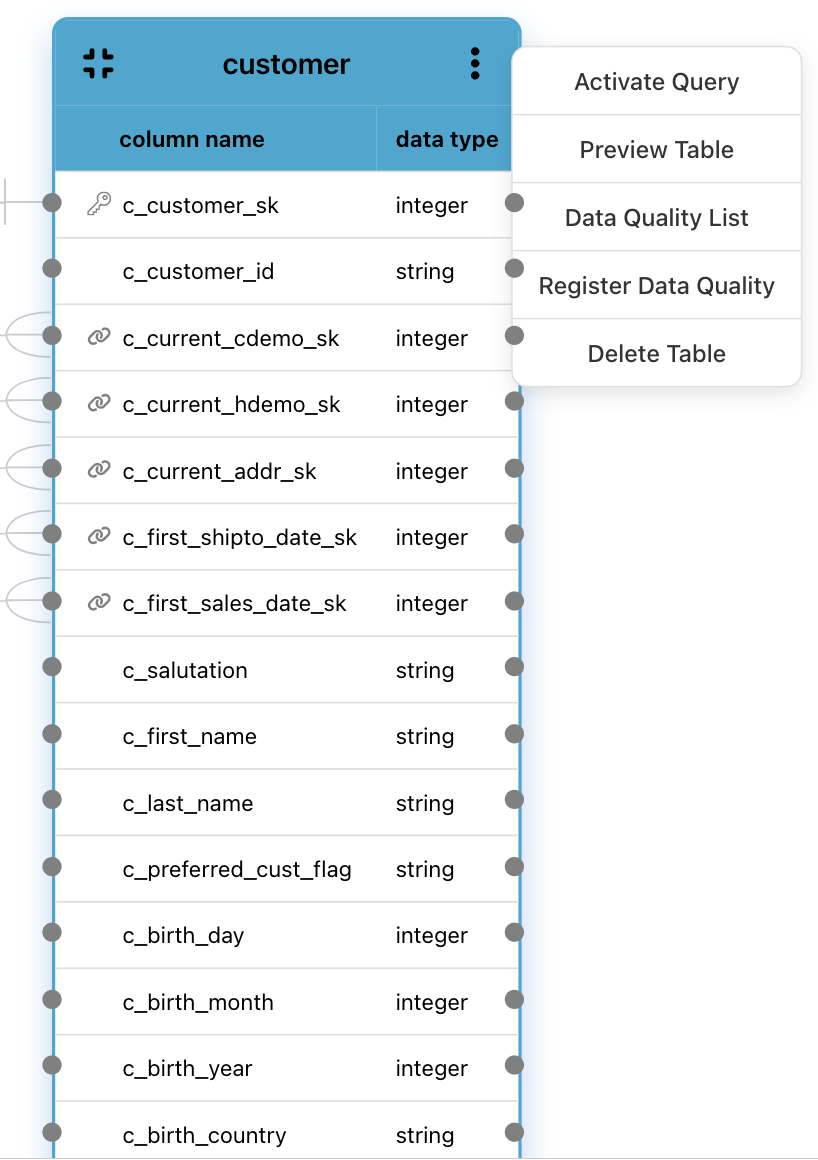 customer
column name data type
c_customer_sk integer
c_customer_id string
c_current_cdemo_sk integer
c_current_hdemo_sk integer
c_current_addr_sk integer
c_first_shipto_date_sk integer
c_first_sales_date_sk integer
c_salutation string
c_first_name string
c_last_name string
c_preferred_cust_flag string
c_birth_day integer
c_birth_month integer
c_birth_year integer
c_birth_country string
Activate Query
Preview Table
Data Quality List
Register Data Quality
Delete Table